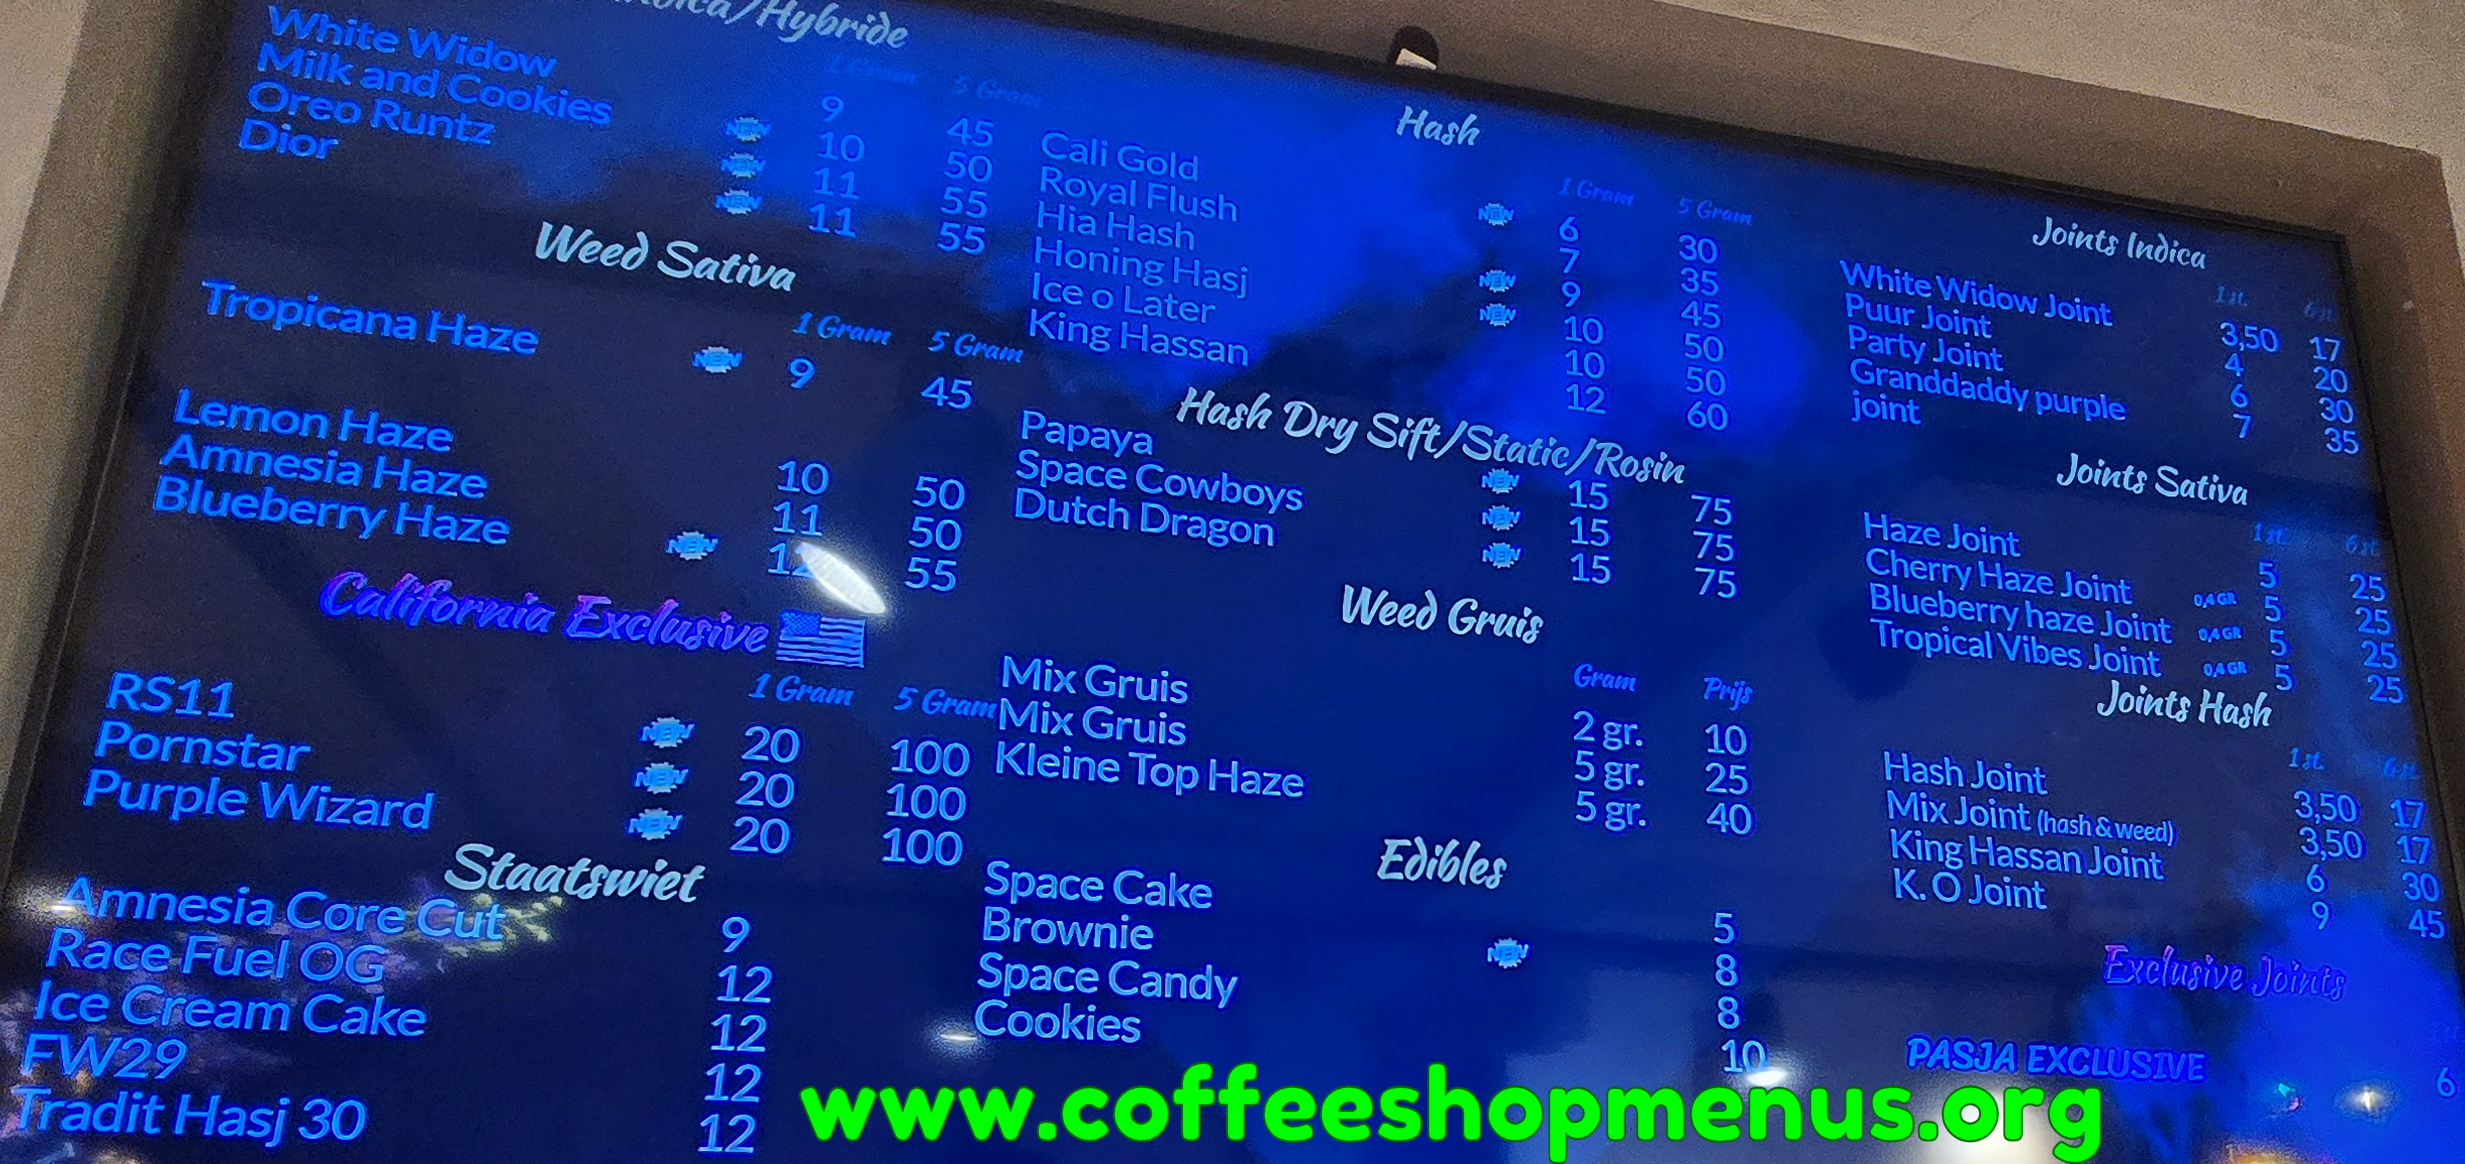 /Hybride
1 Gram 5 Gram
White Widow 9 45
Milk and Cookies NEW 10 50
Oreo Runtz NEW 11 55
Dior NEW 11 55
Weed Sativa
1 Gram 5 Gram
Tropicana Haze NEW 9 45
Lemon Haze 10 50
Amnesia Haze 11 50
Blueberry Haze NEW 12 55
California Exclusive
1 Gram 5 Gram
RS11 NEW 20 100
Pornstar NEW 20 100
Purple Wizard NEW 20 100
Staatswiet
Amnesia Core Cut 9
Race Fuel OG 12
Ice Cream Cake 12
FW29 12
Tradit Hasj 30 12
Hash
1 Gram 5 Gram
Cali Gold NEW 6 30
Royal Flush 7 35
Hia Hash NEW 9 45
Honing Hasj NEW 10 50
Ice o Later 10 50
King Hassan 12 60
Hash Dry Sift/Static/Rosin
Papaya NEW 15 75
Space Cowboys NEW 15 75
Dutch Dragon NEW 15 75
Weed Gruis
Gram Prijs
Mix Gruis 2 gr. 10
Mix Gruis 5 gr. 25
Kleine Top Haze 5 gr. 40
Edibles
Space Cake 5
Brownie NEW 8
Space Candy 8
Cookies 10
Joints Indica
1 st. 6 st.
White Widow Joint 3,50 17
Puur Joint 4 20
Party Joint 6 30
Granddaddy purple 7 35
joint
Joints Sativa
1 st. 6 st.
Haze Joint 5 25
Cherry Haze Joint 0,4 GR 5 25
Blueberry haze Joint 0,4 GR 5 25
Tropical Vibes Joint 0,4 GR 5 25
Joints Hash
1 st. 6 st.
Hash Joint 3,50 17
Mix Joint (hash & weed) 3,50 17
King Hassan Joint 6 30
K. O Joint 9 45
Exclusive Joints
PASJA EXCLUSIVE 6
www.coffeeshopmenus.org